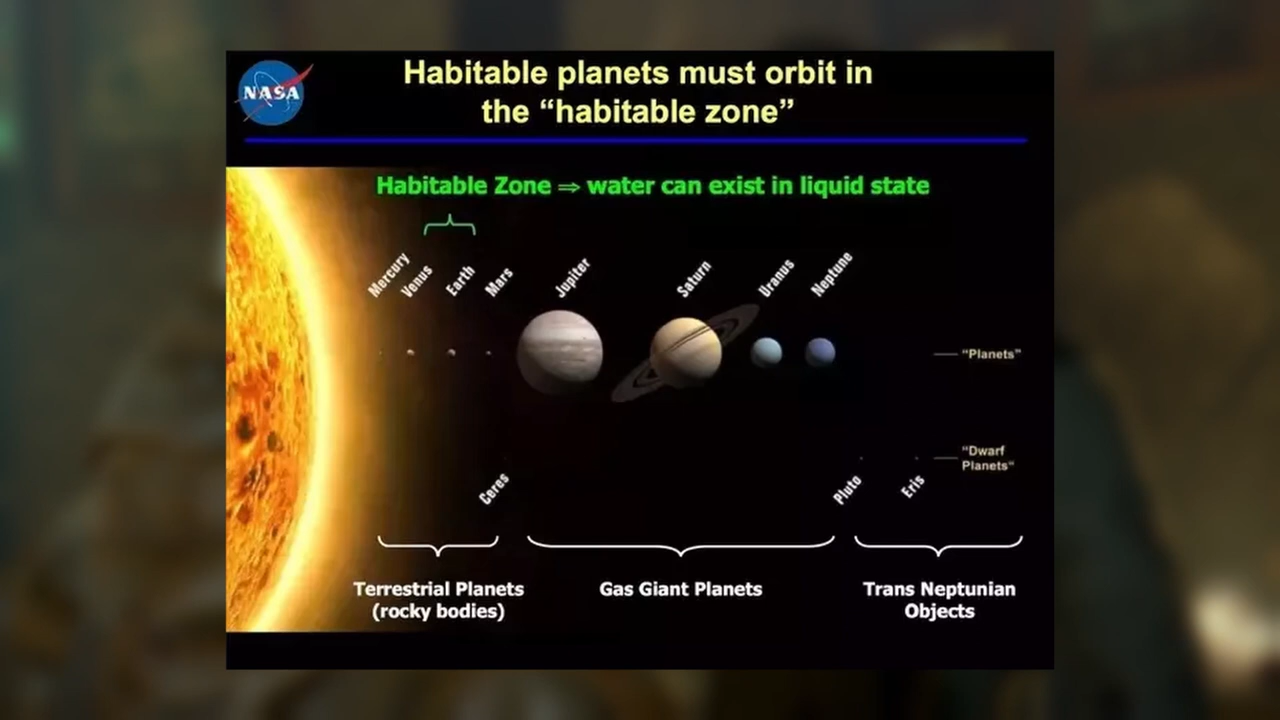 NASA
Habitable planets must orbit in
the “habitable zone”
Habitable Zone ⇒ water can exist in liquid state
Mercury
Venus
Earth
Mars
Jupiter
Saturn
Uranus
Neptune
“Planets”
Ceres
Pluto
Eris
“Dwarf
Planets“
Terrestrial Planets
(rocky bodies)
Gas Giant Planets
Trans Neptunian
Objects